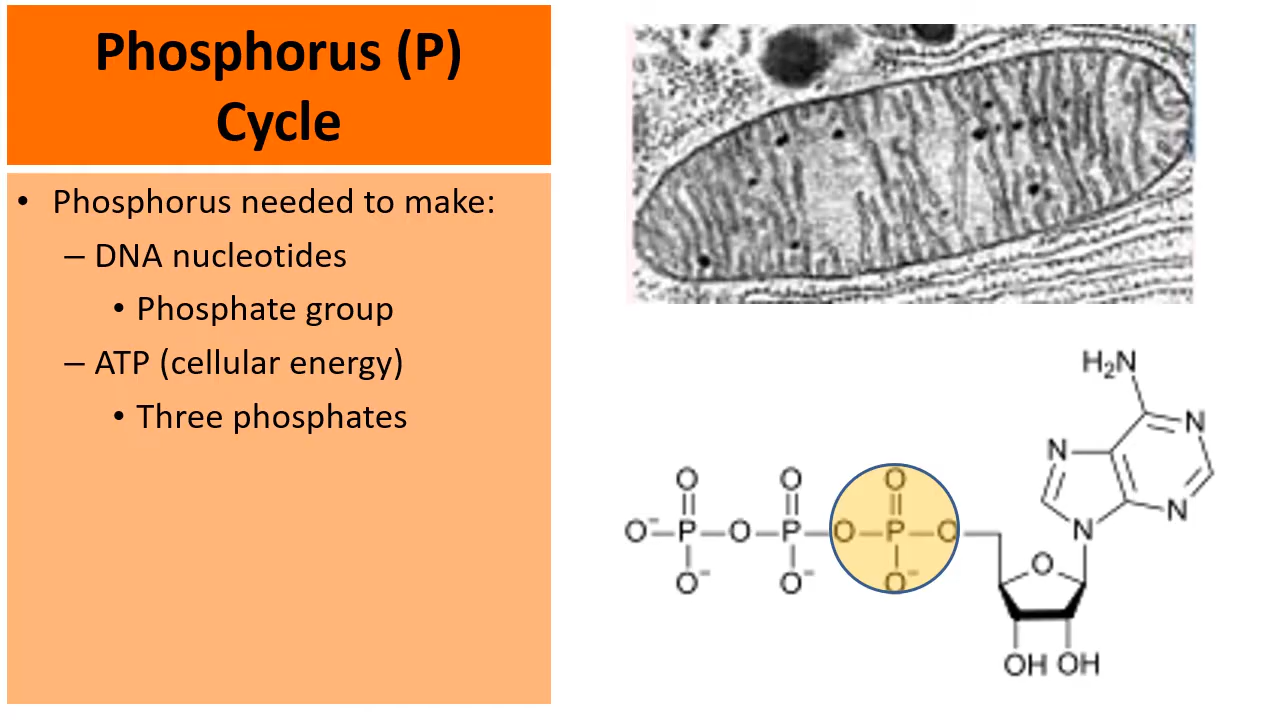 Phosphorus (P)
Cycle
• Phosphorus needed to make:
– DNA nucleotides
• Phosphate group
– ATP (cellular energy)
• Three phosphates
H₂N
N N
N N
O O O
O⁻ P O P O P O
O⁻ O⁻ O⁻
O
OH OH